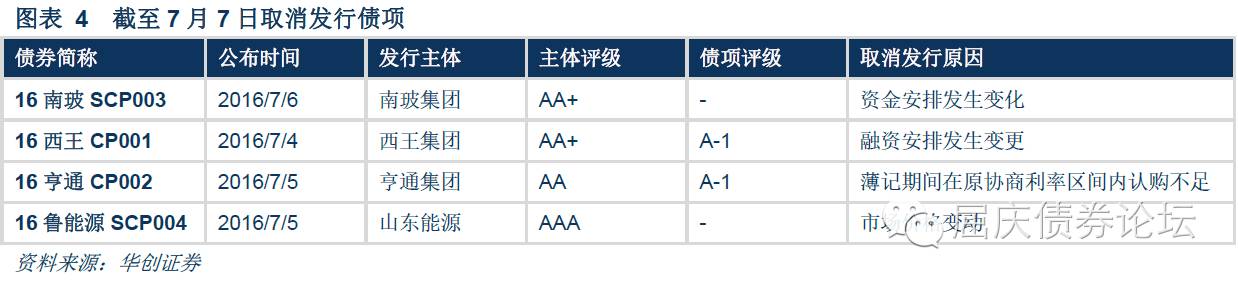 图表 4 截至 7 月 7 日取消发行债项
债券简称 公布时间 发行主体 主体评级 债项评级 取消发行原因
16 南玻 SCP003 2016/7/6 南玻集团 AA+ - 资金安排发生变化
16 西王 CP001 2016/7/4 西王集团 AA+ A-1 融资安排发生变更
16 亨通 CP002 2016/7/5 亨通集团 AA A-1 薄记期间在原协商利率区间内认购不足
16 鲁能源 SCP004 2016/7/5 山东能源 AAA - 市场 变动
屈庆债券论坛
资料来源：华创证券